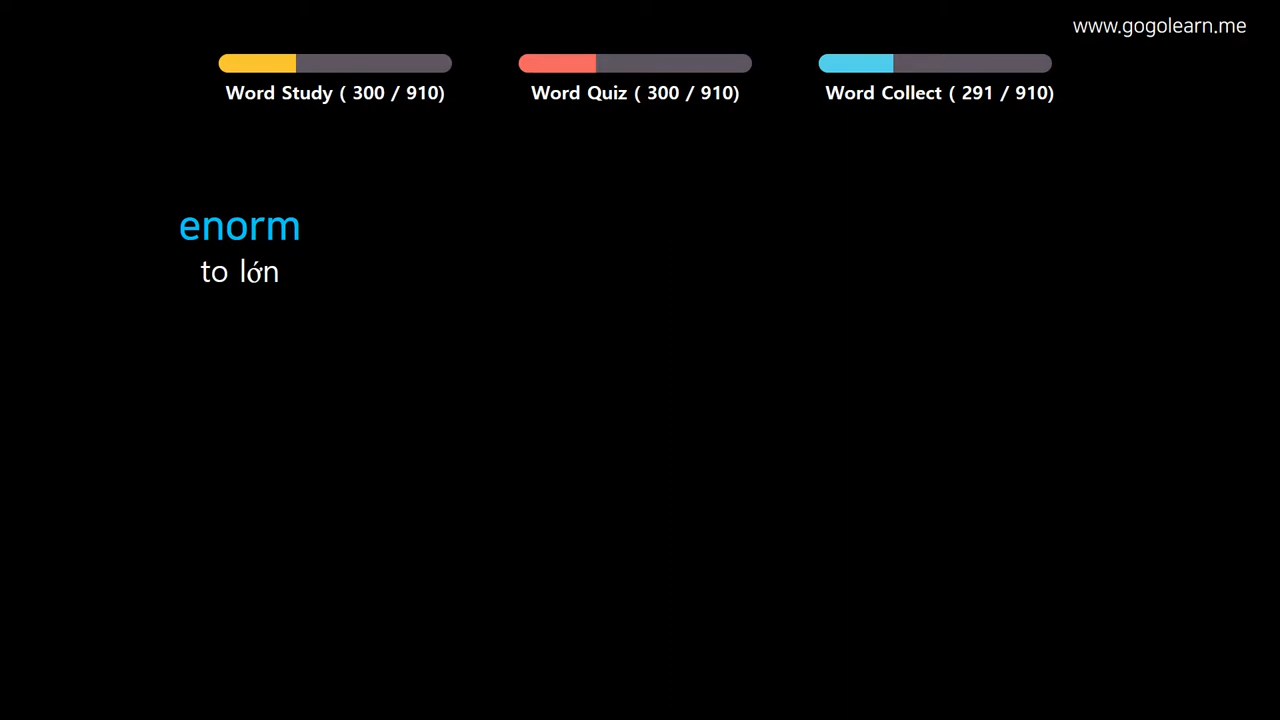 www.gogolearn.me
Word Study ( 300 / 910)
Word Quiz ( 300 / 910)
Word Collect ( 291 / 910)
enorm
to lớn